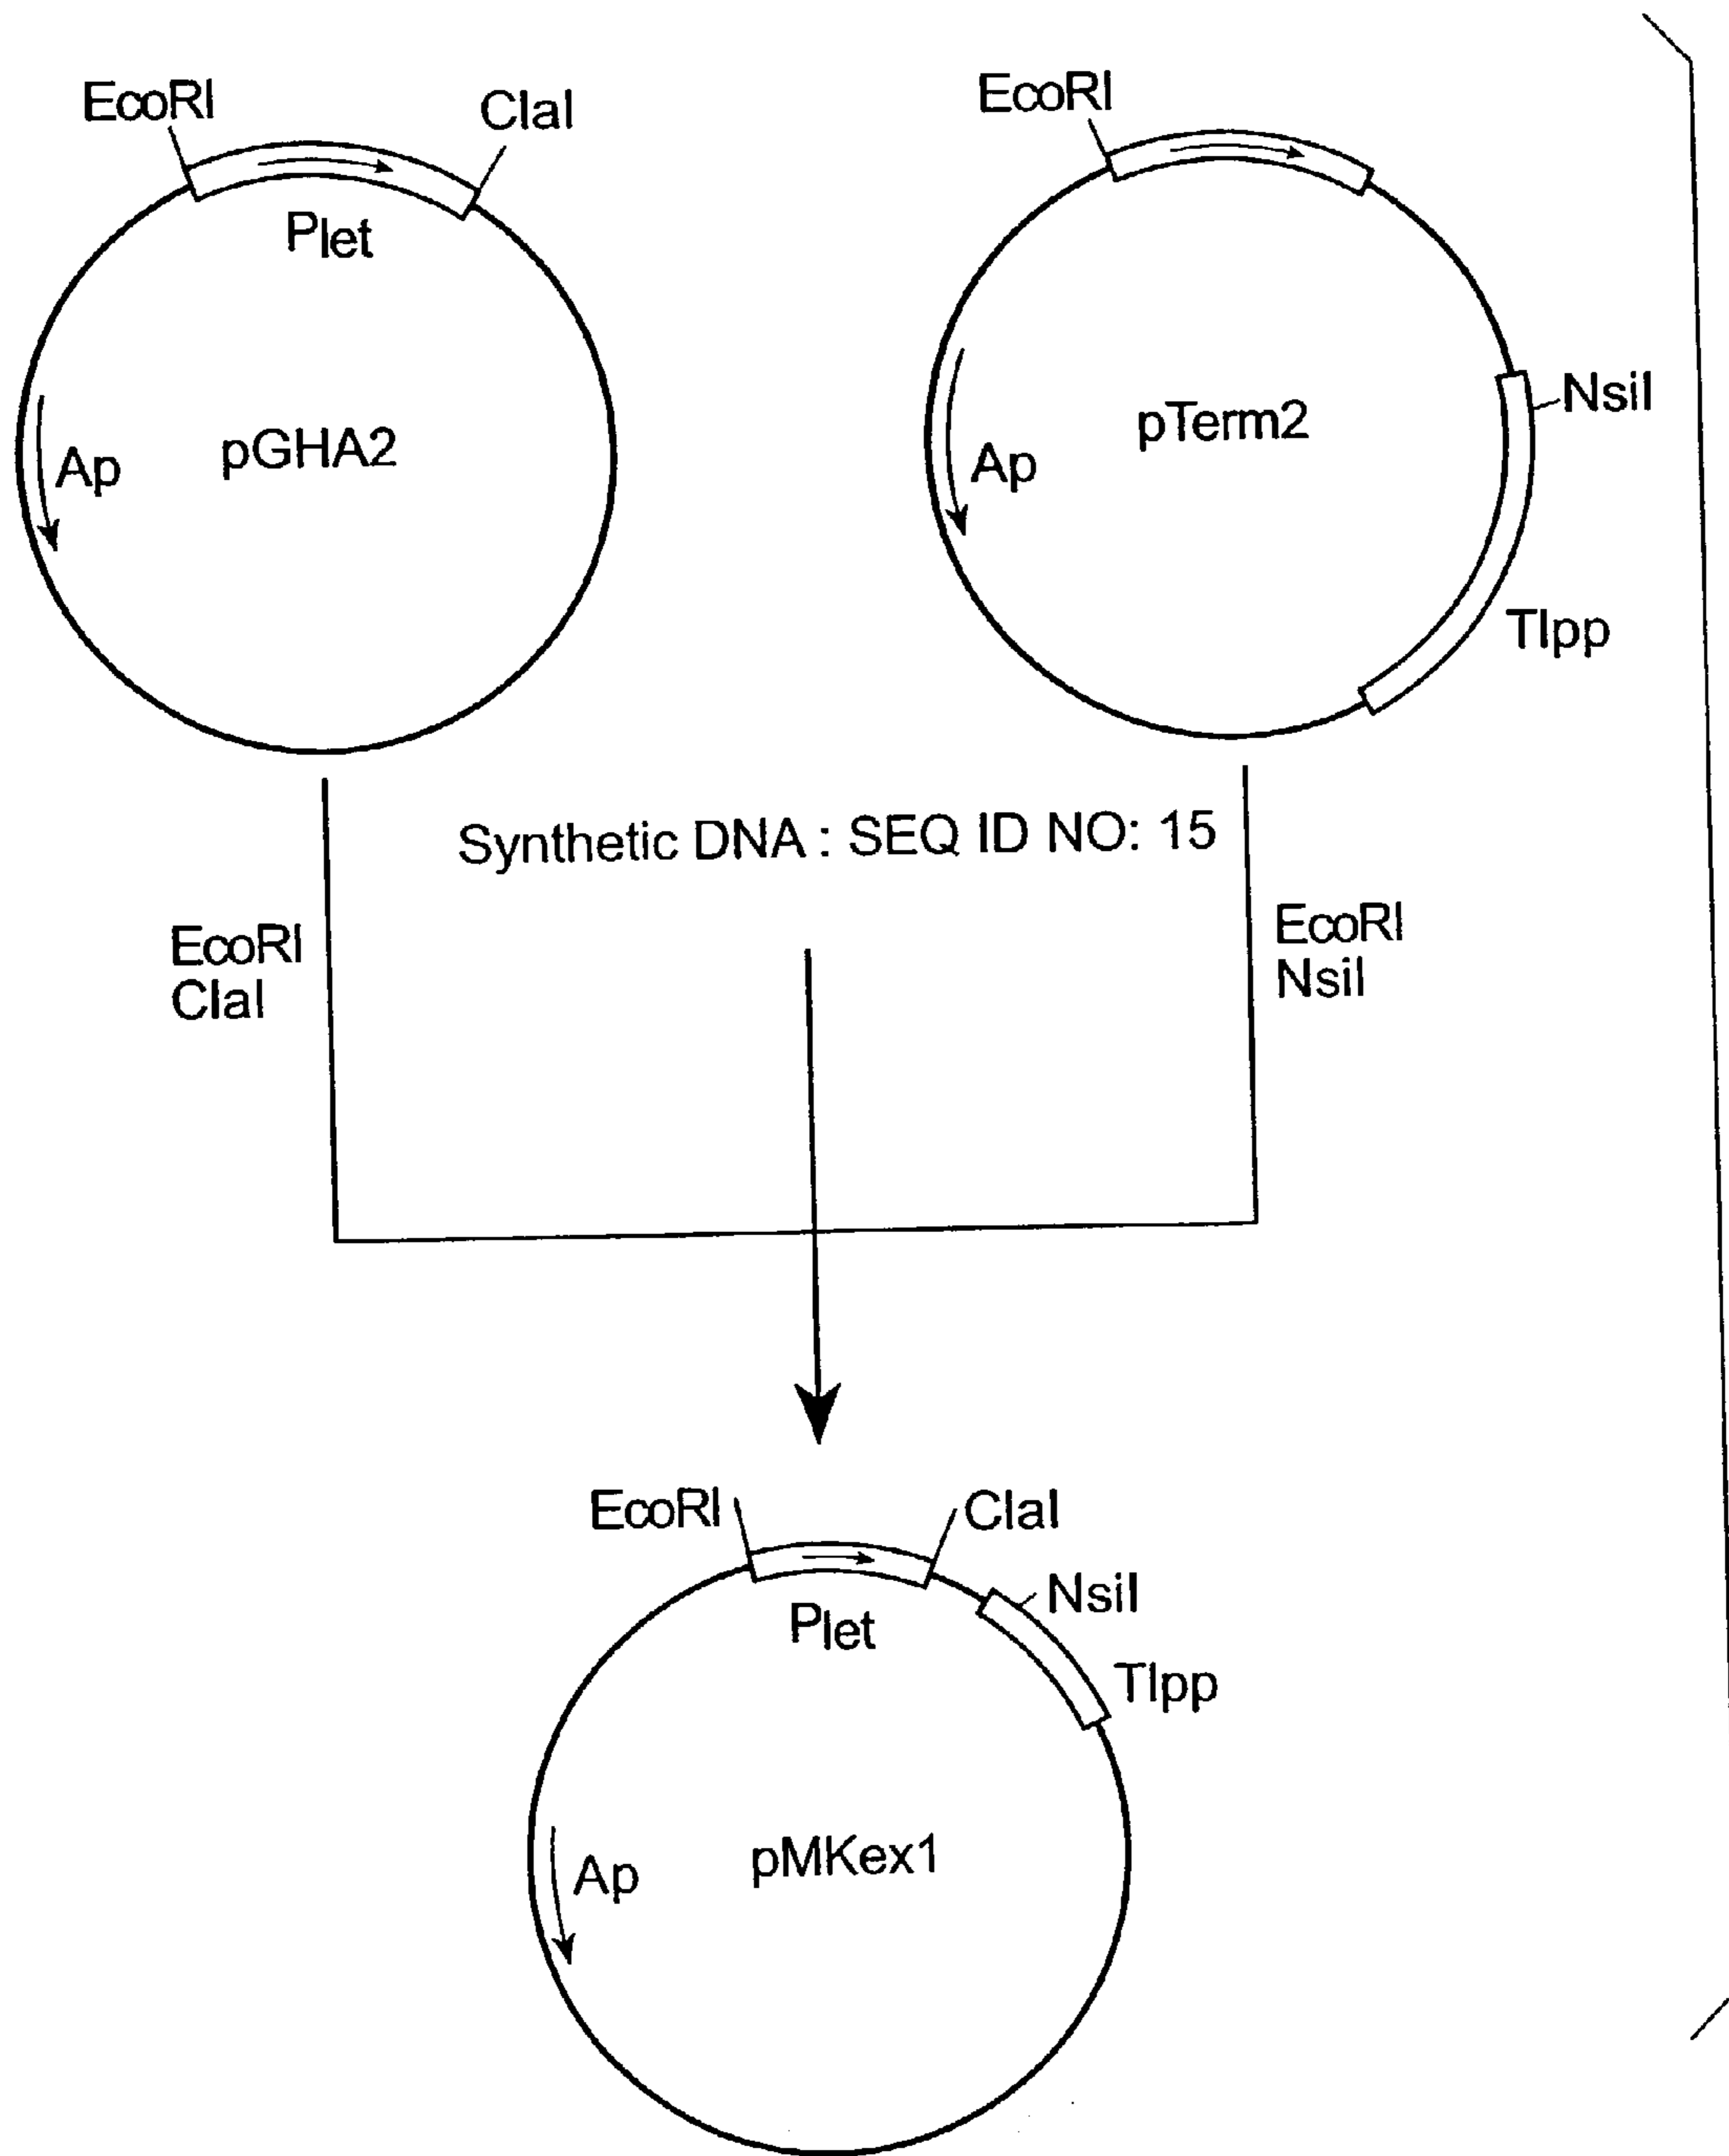 EcoRI
ClaI
Plet
Ap
pGHA2
EcoRI
NsiI
Ap
pTerm2
Tlpp
Synthetic DNA : SEQ ID NO: 15
EcoRI
ClaI
EcoRI
NsiI
EcoRI
ClaI
Plet
NsiI
Tlpp
Ap
pMKex1